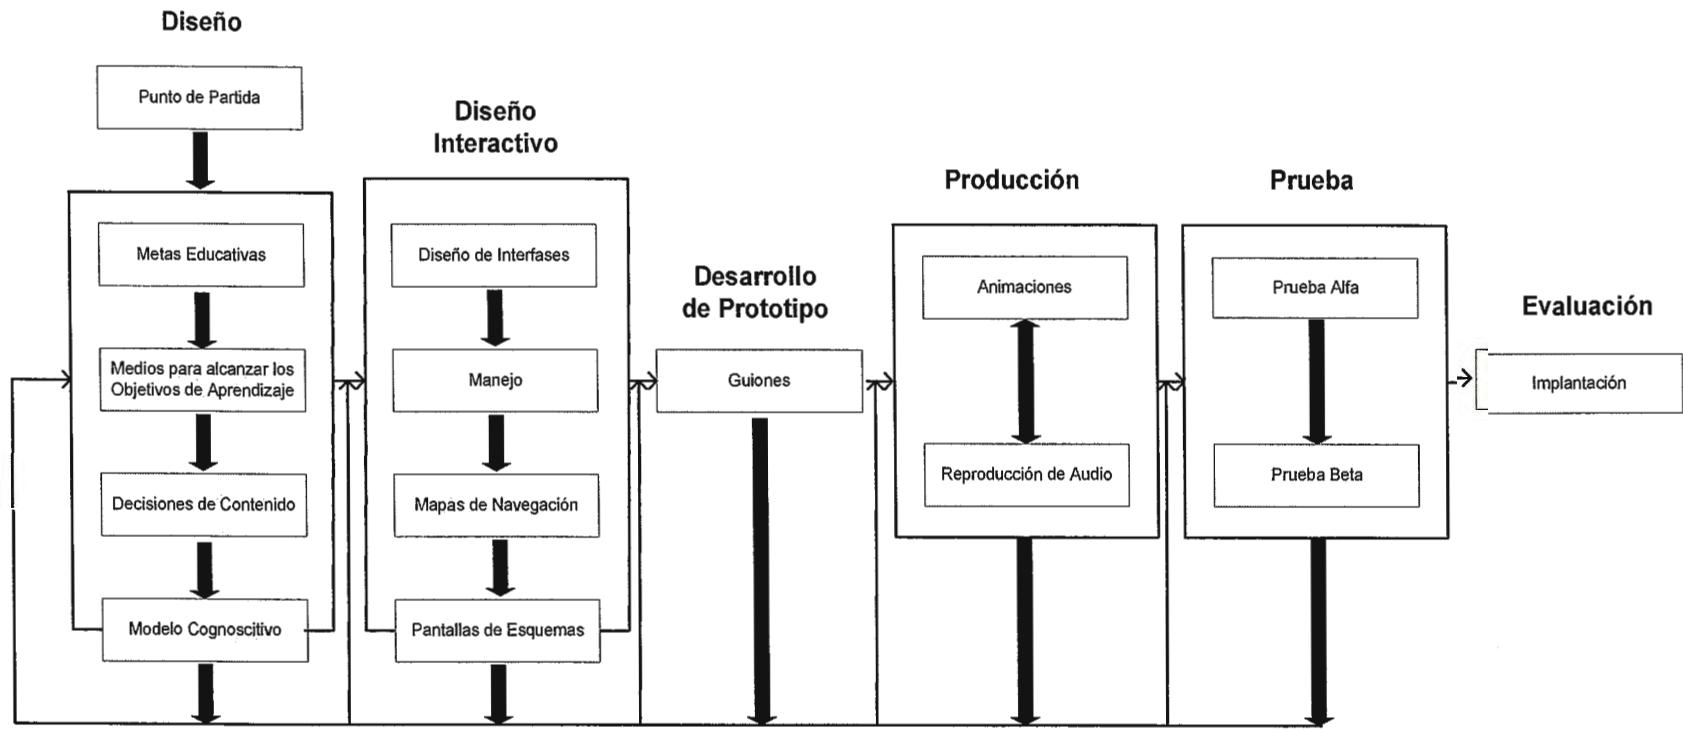 Diseño
Punto de Partida
Metas Educativas
Medios para alcanzar los
Objetivos de Aprendizaje
Decisiones de Contenido
Modelo Cognoscitivo
Diseño
Interactivo
Diseño de Interfases
Manejo
Mapas de Navegación
Pantallas de Esquemas
Desarrollo
de Prototipo
Guiones
Producción
Animaciones
Reproducción de Audio
Prueba
Prueba Alfa
Prueba Beta
Evaluación
Implantación